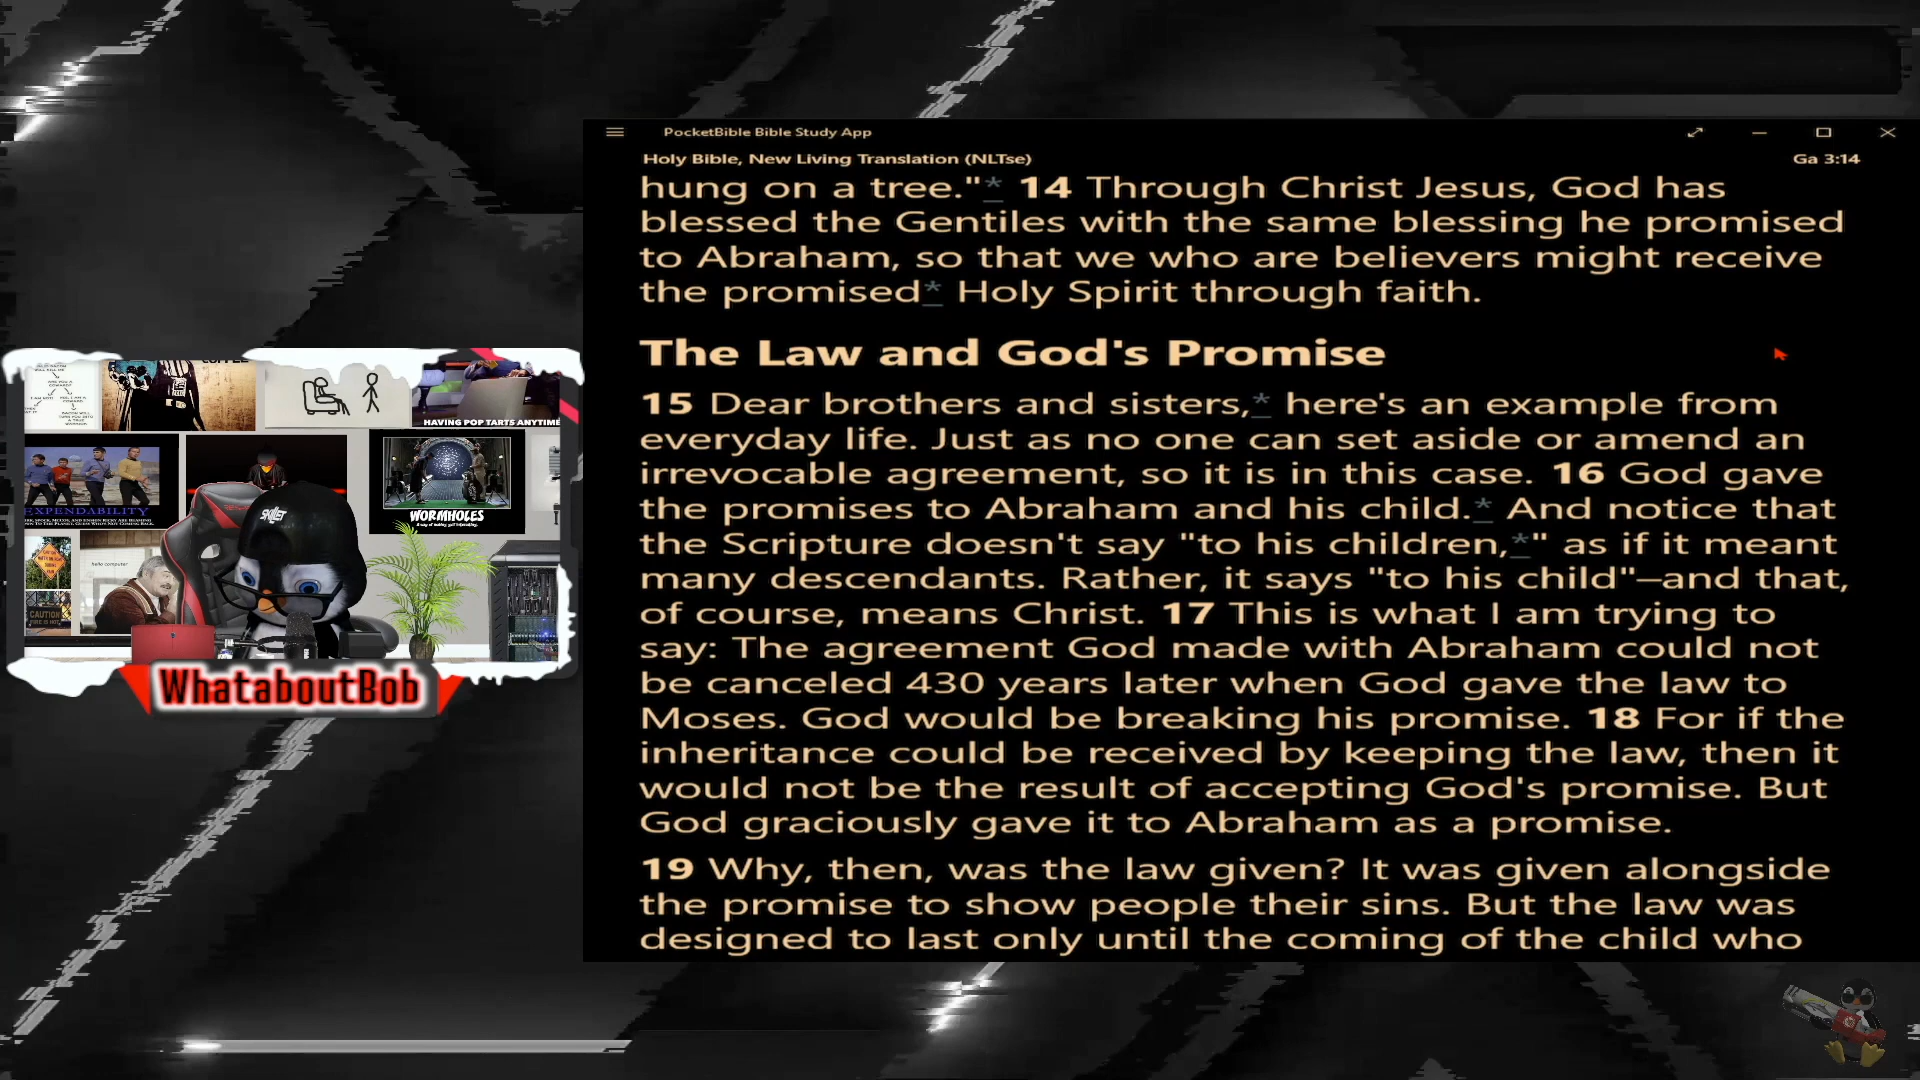 PocketBible Bible Study App
Holy Bible, New Living Translation (NLTse)
Ga 3:14
hung on a tree."* 14 Through Christ Jesus, God has
blessed the Gentiles with the same blessing he promised
to Abraham, so that we who are believers might receive
the promised* Holy Spirit through faith.
The Law and God's Promise
15 Dear brothers and sisters,* here's an example from
everyday life. Just as no one can set aside or amend an
irrevocable agreement, so it is in this case. 16 God gave
the promises to Abraham and his child.* And notice that
the Scripture doesn't say "to his children,*" as if it meant
many descendants. Rather, it says "to his child"—and that,
of course, means Christ. 17 This is what I am trying to
say: The agreement God made with Abraham could not
be canceled 430 years later when God gave the law to
Moses. God would be breaking his promise. 18 For if the
inheritance could be received by keeping the law, then it
would not be the result of accepting God's promise. But
God graciously gave it to Abraham as a promise.
19 Why, then, was the law given? It was given alongside
the promise to show people their sins. But the law was
designed to last only until the coming of the child who
HAVING POP TARTS ANYTIME
EXPENDABILITY
WORMHOLES
hello computer
CAUTION
SKILLET
WhataboutBob